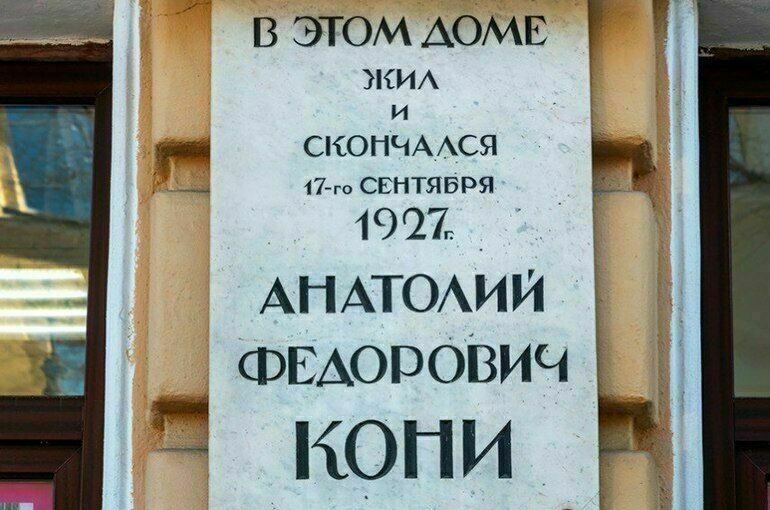 В ЭТОМ ДОМЕ
ЖИЛ
И
СКОНЧАЛСЯ
17-го СЕНТЯБРЯ
1927г.
АНАТОЛИЙ
ФЕДОРОВИЧ
КОНИ